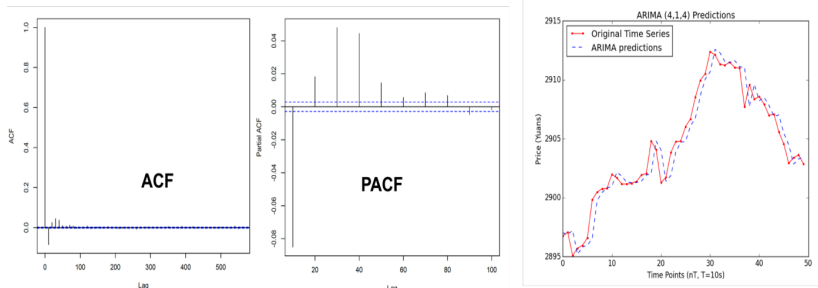 1.0
0.8
0.6
0.4
0.2
0.0
ACF
ACF
0 100 200 300 400 500
Lag
0.04
0.02
0.00
-0.02
-0.04
-0.06
-0.08
Partial ACF
PACF
20 40 60 80 100
Lag
ARIMA (4,1,4) Predictions
Original Time Series
ARIMA predictions
2915
2910
2905
2900
2895
Price (Yuans)
0 10 20 30 40 50
Time Points (nT, T=10s)